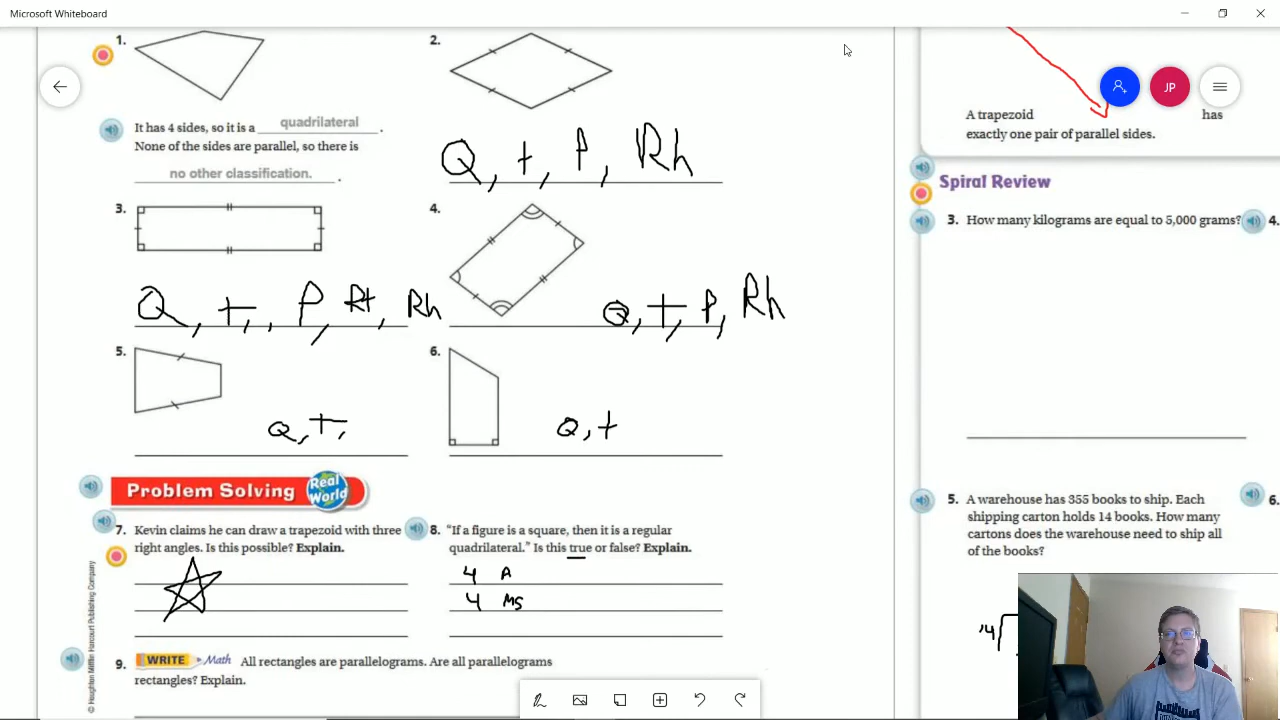 Microsoft Whiteboard
1.
2.
It has 4 sides, so it is a quadrilateral.
None of the sides are parallel, so there is
no other classification.
Q, t, P, Rh
3.
4.
Q, t, , P, Rt, Rh
Q, t, P, Rh
5.
6.
Q, t,
Q, t
Problem Solving Real World
7. Kevin claims he can draw a trapezoid with three
right angles. Is this possible? Explain.
8. “If a figure is a square, then it is a regular
quadrilateral.” Is this true or false? Explain.
4 A
4 MS
9. WRITE Math All rectangles are parallelograms. Are all parallelograms
rectangles? Explain.
© Houghton Mifflin Harcourt Publishing Company
JP
A trapezoid has
exactly one pair of parallel sides.
Spiral Review
3. How many kilograms are equal to 5,000 grams?
4.
5. A warehouse has 355 books to ship. Each
shipping carton holds 14 books. How many
cartons does the warehouse need to ship all
of the books?
6.
14